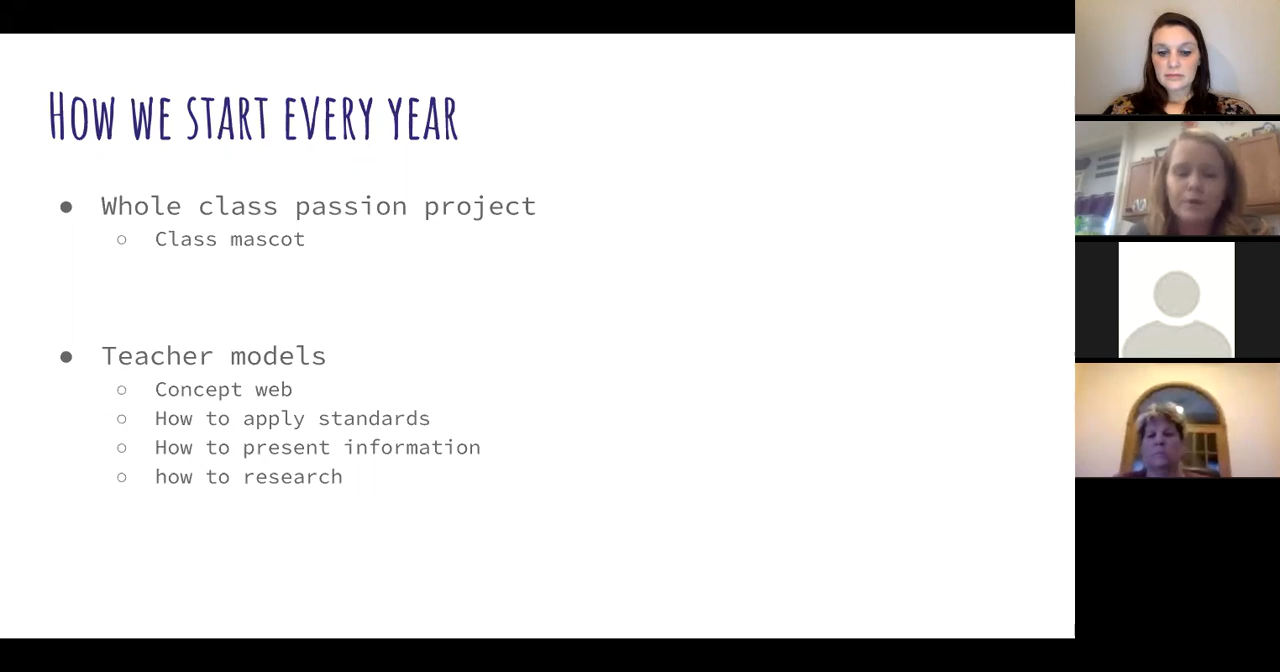 How we start every year
● Whole class passion project
○ Class mascot
● Teacher models
○ Concept web
○ How to apply standards
○ How to present information
○ how to research